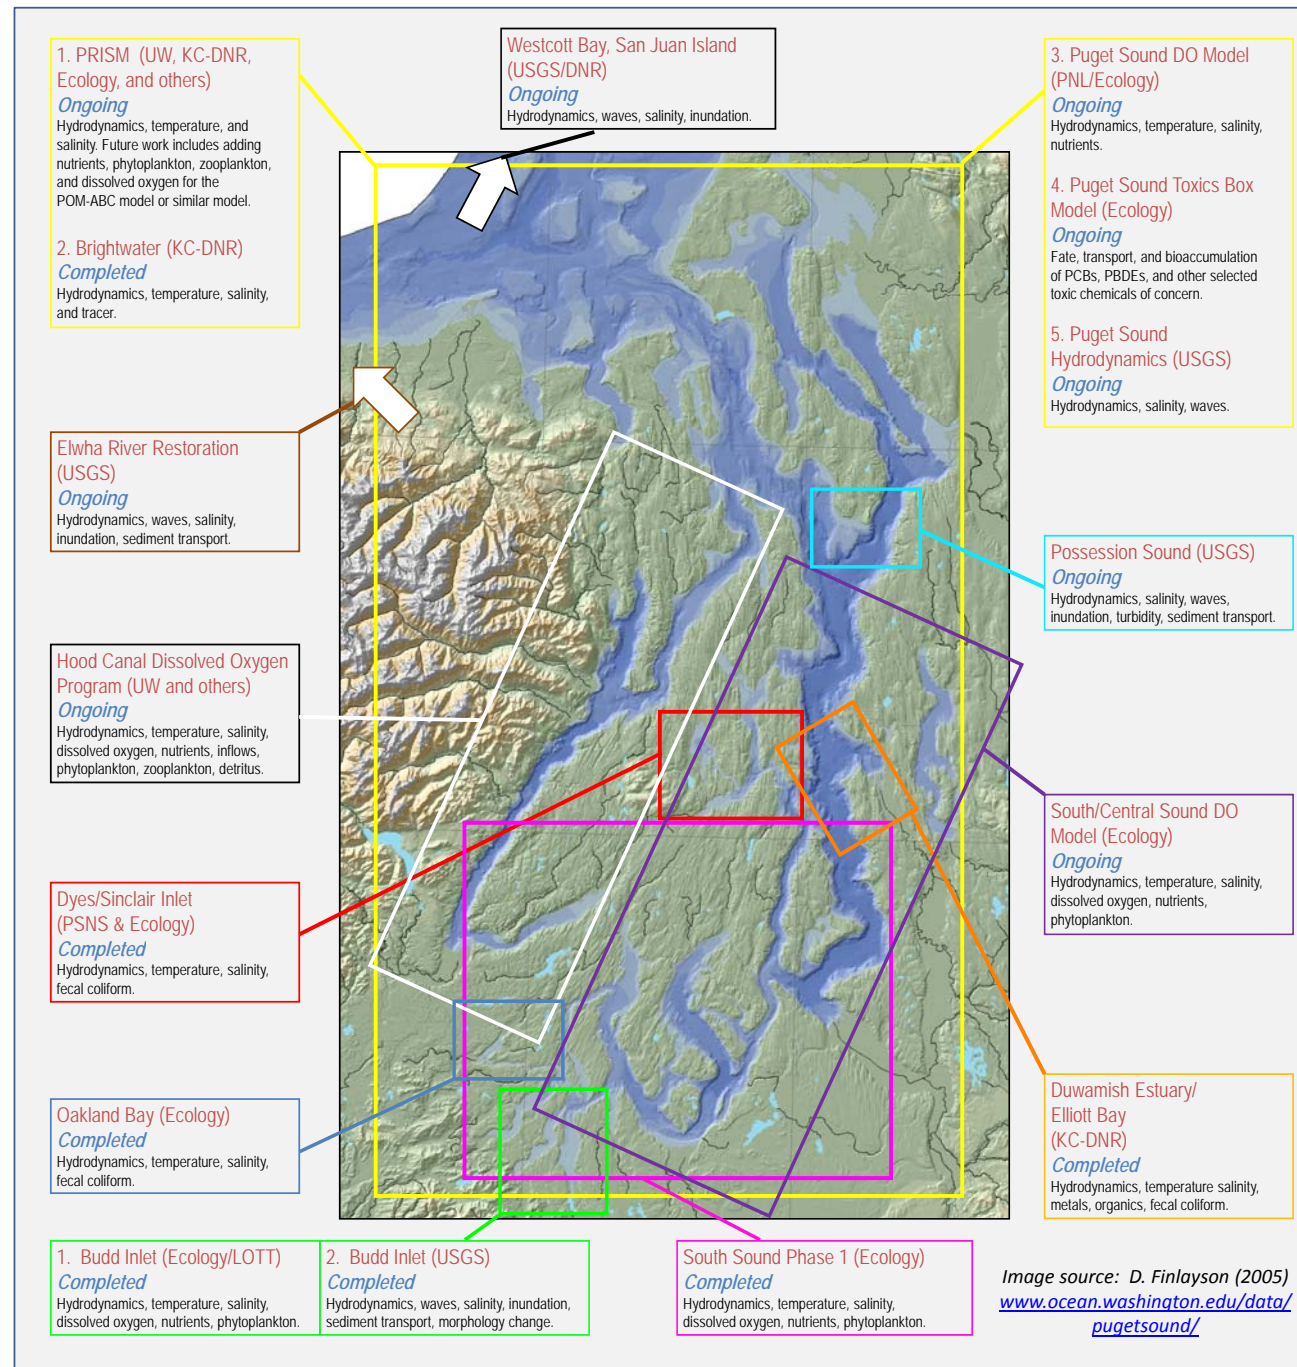 1. PRISM (UW, KC-DNR,
Ecology, and others)
Ongoing
Hydrodynamics, temperature, and
salinity. Future work includes adding
nutrients, phytoplankton, zooplankton,
and dissolved oxygen for the
POM-ABC model or similar model.
2. Brightwater (KC-DNR)
Completed
Hydrodynamics, temperature, salinity,
and tracer.
Westcott Bay, San Juan Island
(USGS/DNR)
Ongoing
Hydrodynamics, waves, salinity, inundation.
3. Puget Sound DO Model
(PNL/Ecology)
Ongoing
Hydrodynamics, temperature, salinity,
nutrients.
4. Puget Sound Toxics Box
Model (Ecology)
Ongoing
Fate, transport, and bioaccumulation
of PCBs, PBDEs, and other selected
toxic chemicals of concern.
5. Puget Sound
Hydrodynamics (USGS)
Ongoing
Hydrodynamics, salinity, waves.
Elwha River Restoration
(USGS)
Ongoing
Hydrodynamics, waves, salinity,
inundation, sediment transport.
Possession Sound (USGS)
Ongoing
Hydrodynamics, salinity, waves,
inundation, turbidity, sediment transport.
Hood Canal Dissolved Oxygen
Program (UW and others)
Ongoing
Hydrodynamics, temperature, salinity,
dissolved oxygen, nutrients, inflows,
phytoplankton, zooplankton, detritus.
South/Central Sound DO
Model (Ecology)
Ongoing
Hydrodynamics, temperature, salinity,
dissolved oxygen, nutrients,
phytoplankton.
Dyes/Sinclair Inlet
(PSNS & Ecology)
Completed
Hydrodynamics, temperature, salinity,
fecal coliform.
Oakland Bay (Ecology)
Completed
Hydrodynamics, temperature, salinity,
fecal coliform.
Duwamish Estuary/
Elliott Bay
(KC-DNR)
Completed
Hydrodynamics, temperature salinity,
metals, organics, fecal coliform.
1. Budd Inlet (Ecology/LOTT)
Completed
Hydrodynamics, temperature, salinity,
dissolved oxygen, nutrients, phytoplankton.
2. Budd Inlet (USGS)
Completed
Hydrodynamics, waves, salinity, inundation,
sediment transport, morphology change.
South Sound Phase 1 (Ecology)
Completed
Hydrodynamics, temperature, salinity,
dissolved oxygen, nutrients, phytoplankton.
Image source: D. Finlayson (2005)
www.ocean.washington.edu/data/
pugetsound/